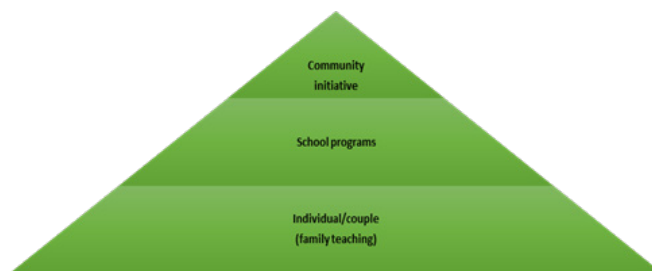 Community
initiative
School programs
Individual/couple
(family teaching)